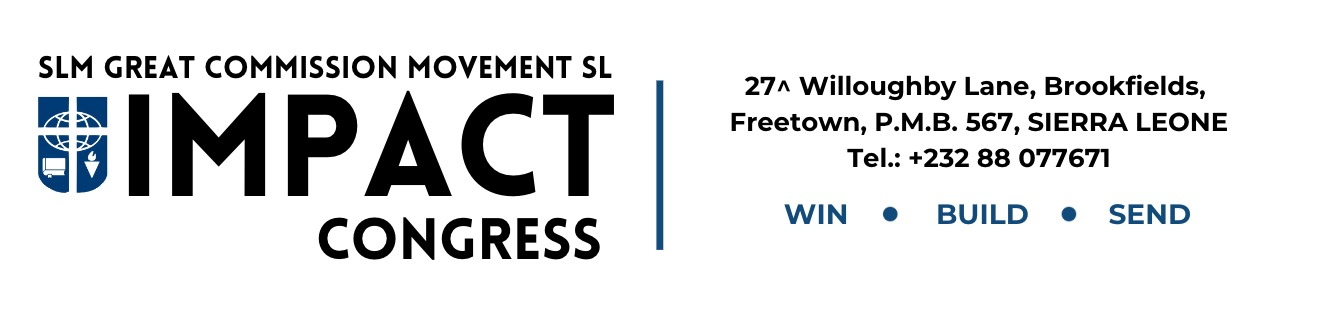 SLM GREAT COMMISSION MOVEMENT SL
IMPACT
CONGRESS
27^ Willoughby Lane, Brookfields,
Freetown, P.M.B. 567, SIERRA LEONE
Tel.: +232 88 077671
WIN ● BUILD ● SEND